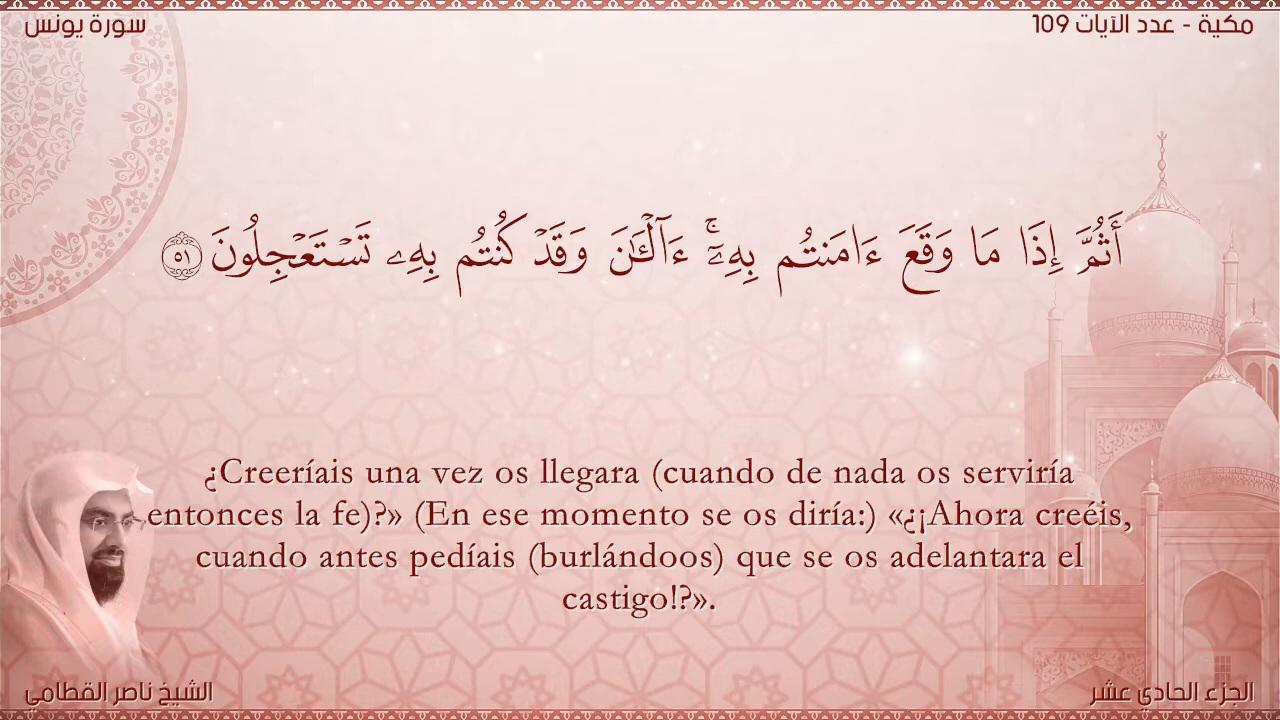 سورة يونس
مكية - عدد الآيات 109
أَثُمَّ إِذَا مَا وَقَعَ ءَامَنتُم بِهِۦٓۚ ءَآلْـَٰٔنَ وَقَدْ كُنتُم بِهِۦ تَسْتَعْجِلُونَ ٥١
¿Creeríais una vez os llegara (cuando de nada os serviría
entonces la fe)?» (En ese momento se os diría:) «¿¡Ahora creéis,
cuando antes pedíais (burlándoos) que se os adelantara el
castigo!?».
الشيخ ناصر القطامي
الجزء الحادي عشر